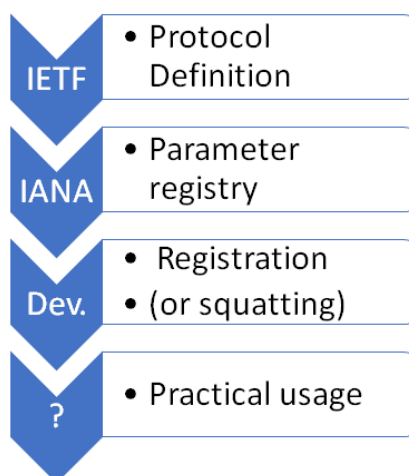 IETF
• Protocol
Definition
IANA
• Parameter
registry
Dev.
• Registration
• (or squatting)
?
• Practical usage